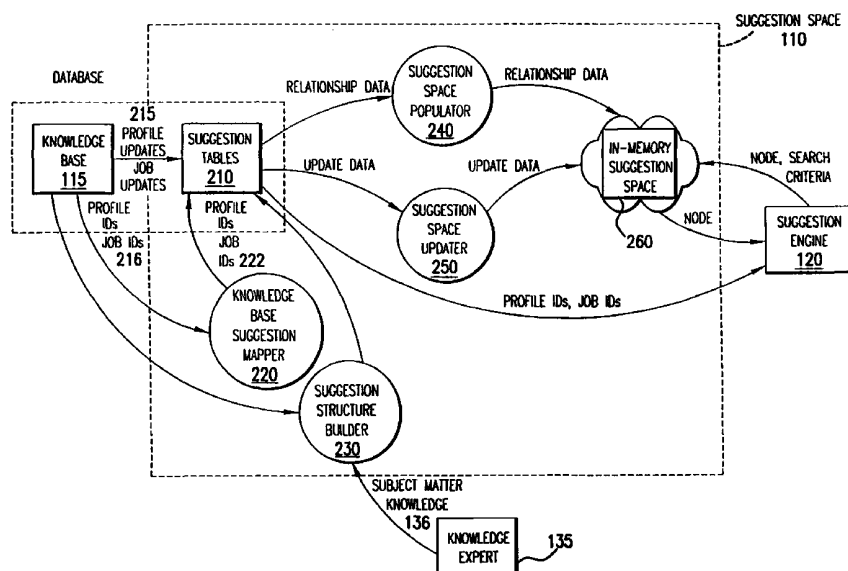 SUGGESTION SPACE
110
DATABASE
215
PROFILE
UPDATES
JOB
UPDATES
KNOWLEDGE
BASE
115
SUGGESTION
TABLES
210
RELATIONSHIP DATA
SUGGESTION
SPACE
POPULATOR
240
RELATIONSHIP DATA
UPDATE DATA
SUGGESTION
SPACE
UPDATER
250
UPDATE DATA
IN-MEMORY
SUGGESTION
SPACE
260
NODE, SEARCH
CRITERIA
NODE
SUGGESTION
ENGINE
120
PROFILE
IDs
JOB IDs
216
PROFILE
IDs
JOB
IDs 222
PROFILE IDs, JOB IDs
KNOWLEDGE
BASE
SUGGESTION
MAPPER
220
SUGGESTION
STRUCTURE
BUILDER
230
SUBJECT MATTER
KNOWLEDGE
136
KNOWLEDGE
EXPERT
135